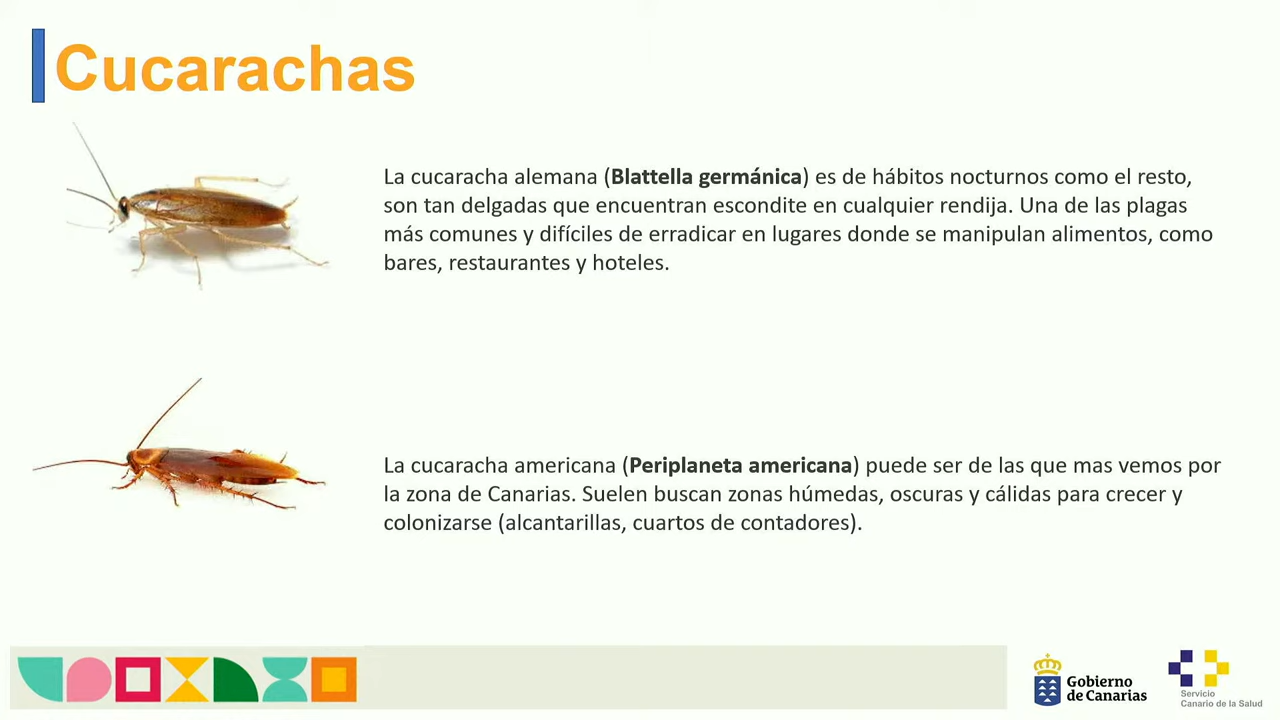 Cucarachas
La cucaracha alemana (Blattella germánica) es de hábitos nocturnos como el resto,
son tan delgadas que encuentran escondite en cualquier rendija. Una de las plagas
más comunes y difíciles de erradicar en lugares donde se manipulan alimentos, como
bares, restaurantes y hoteles.
La cucaracha americana (Periplaneta americana) puede ser de las que mas vemos por
la zona de Canarias. Suelen buscan zonas húmedas, oscuras y cálidas para crecer y
colonizarse (alcantarillas, cuartos de contadores).
Gobierno
de Canarias
Servicio
Canario de la Salud